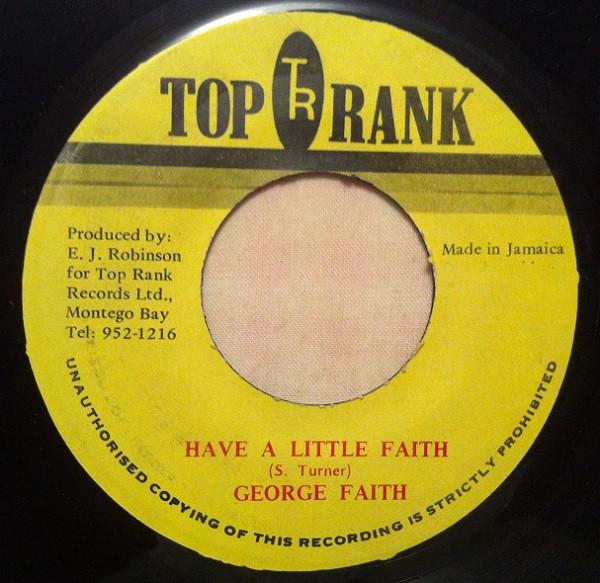 TOP TR RANK
Produced by:
E. J. Robinson
for Top Rank
Records Ltd.,
Montego Bay
Tel: 952-1216
Made in Jamaica
HAVE A LITTLE FAITH
(S. Turner)
GEORGE FAITH
UNAUTHORISED COPYING OF THIS RECORDING IS STRICTLY PROHIBITED